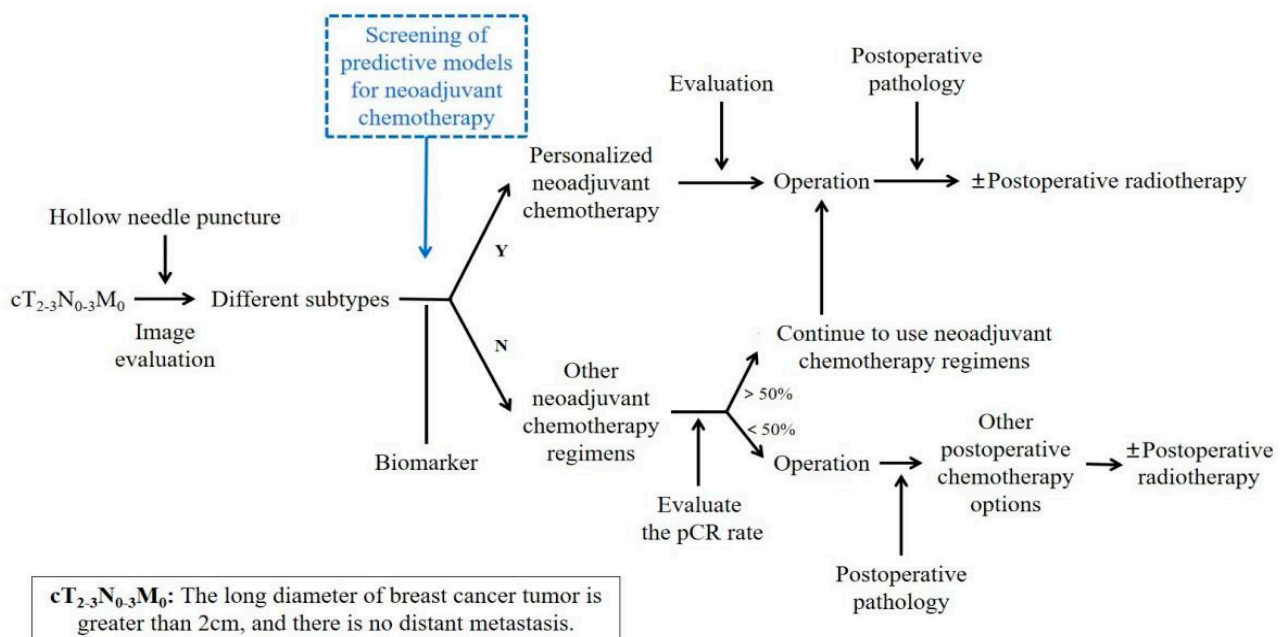 Screening of
predictive models
for neoadjuvant
chemotherapy
Evaluation
Postoperative
pathology
Personalized
neoadjuvant
chemotherapy
Operation
±Postoperative radiotherapy
Hollow needle puncture
Y
cT₂₋₃N₀₋₃M₀
Different subtypes
Image
evaluation
N
Continue to use neoadjuvant
chemotherapy regimens
Other
neoadjuvant
chemotherapy
regimens
> 50%
< 50%
Biomarker
Operation
Other
postoperative
chemotherapy
options
±Postoperative
radiotherapy
Evaluate
the pCR rate
Postoperative
pathology
cT₂₋₃N₀₋₃M₀: The long diameter of breast cancer tumor is
greater than 2cm, and there is no distant metastasis.